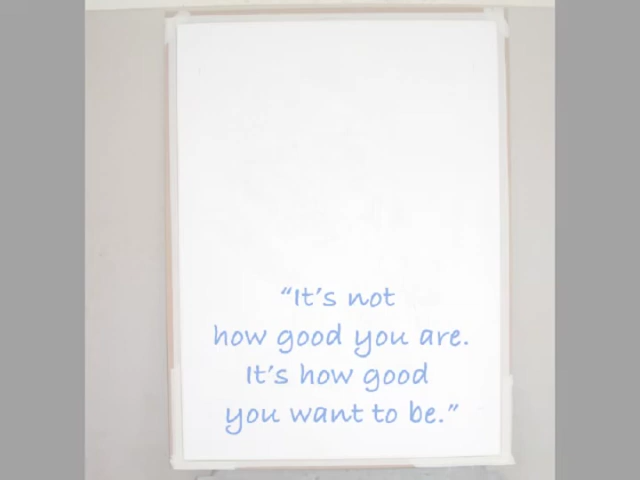 “It’s not
how good you are.
It’s how good
you want to be.”